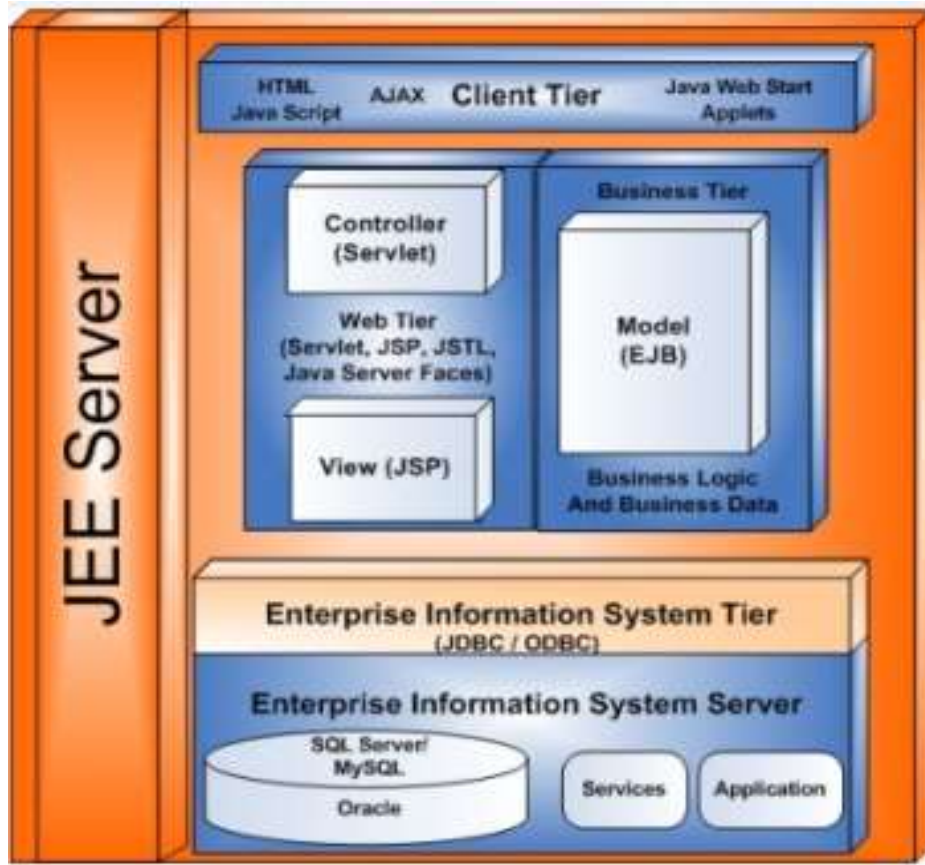 JEE Server
HTML
Java Script
AJAX
Client Tier
Java Web Start
Applets
Controller
(Servlet)
Web Tier
(Servlet, JSP, JSTL,
Java Server Faces)
View (JSP)
Business Tier
Model
(EJB)
Business Logic
And Business Data
Enterprise Information System Tier
(JDBC / ODBC)
Enterprise Information System Server
SQL Server/
MySQL
Oracle
Services
Application